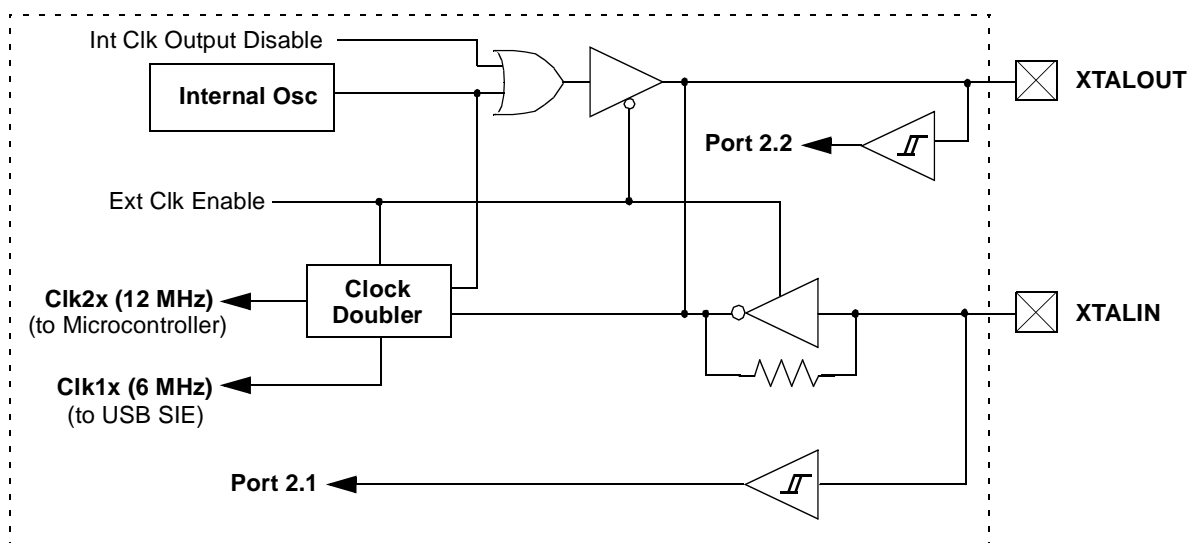 Int Clk Output Disable
Internal Osc
XTALOUT
Port 2.2
Ext Clk Enable
Clock
Doubler
Clk2x (12 MHz)
(to Microcontroller)
XTALIN
Clk1x (6 MHz)
(to USB SIE)
Port 2.1